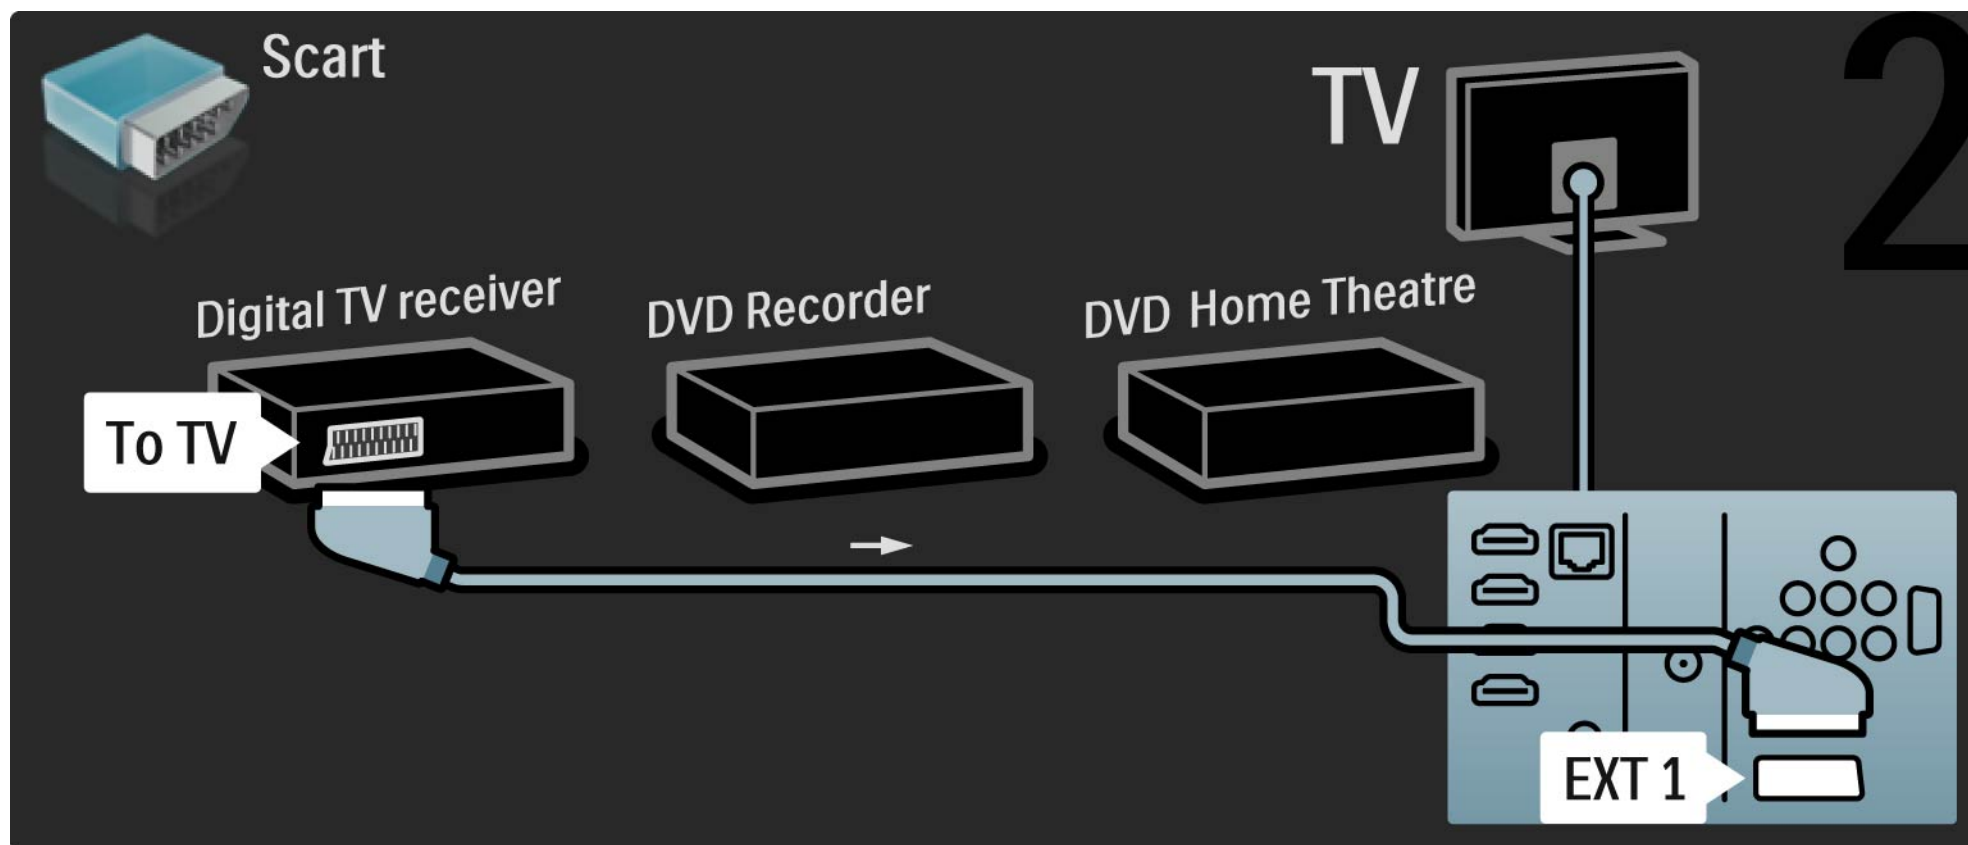 Scart
TV
2
Digital TV receiver
DVD Recorder
DVD Home Theatre
To TV
EXT 1